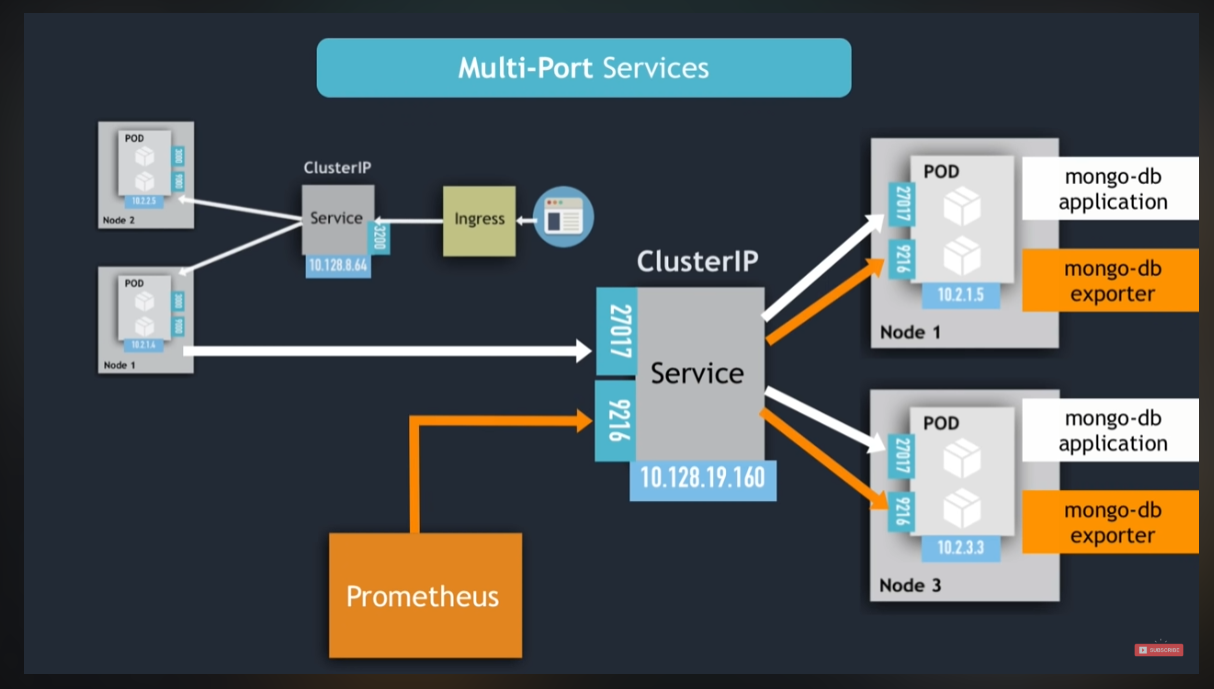 Multi-Port Services
POD
3000
9000
10.2.2.5
Node 2
ClusterIP
Service
3200
10.128.8.64
Ingress
POD
3000
9000
10.2.1.4
Node 1
ClusterIP
27017
9216
Service
10.128.19.160
Prometheus
POD
27017
9216
10.2.1.5
Node 1
mongo-db
application
mongo-db
exporter
POD
27017
9216
10.2.3.3
Node 3
mongo-db
application
mongo-db
exporter
SUBSCRIBE